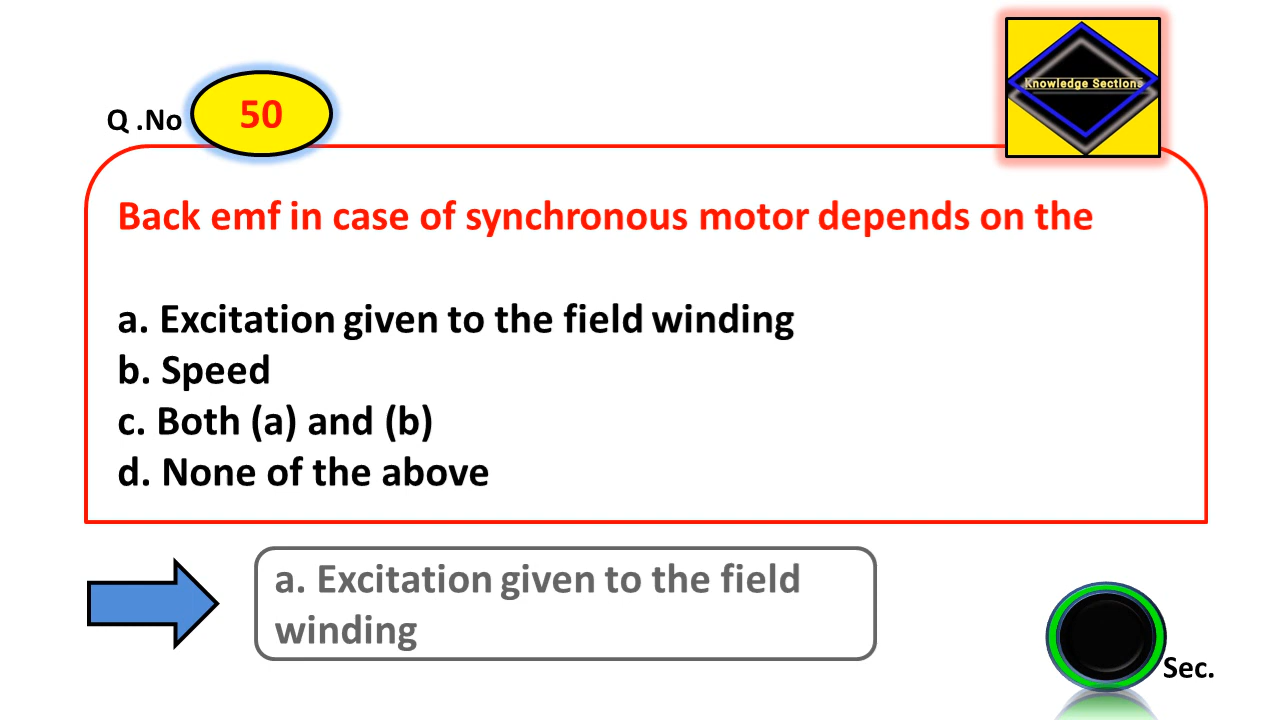 Knowledge Sections
Q .No 50
Back emf in case of synchronous motor depends on the
a. Excitation given to the field winding
b. Speed
c. Both (a) and (b)
d. None of the above
a. Excitation given to the field
winding
Sec.